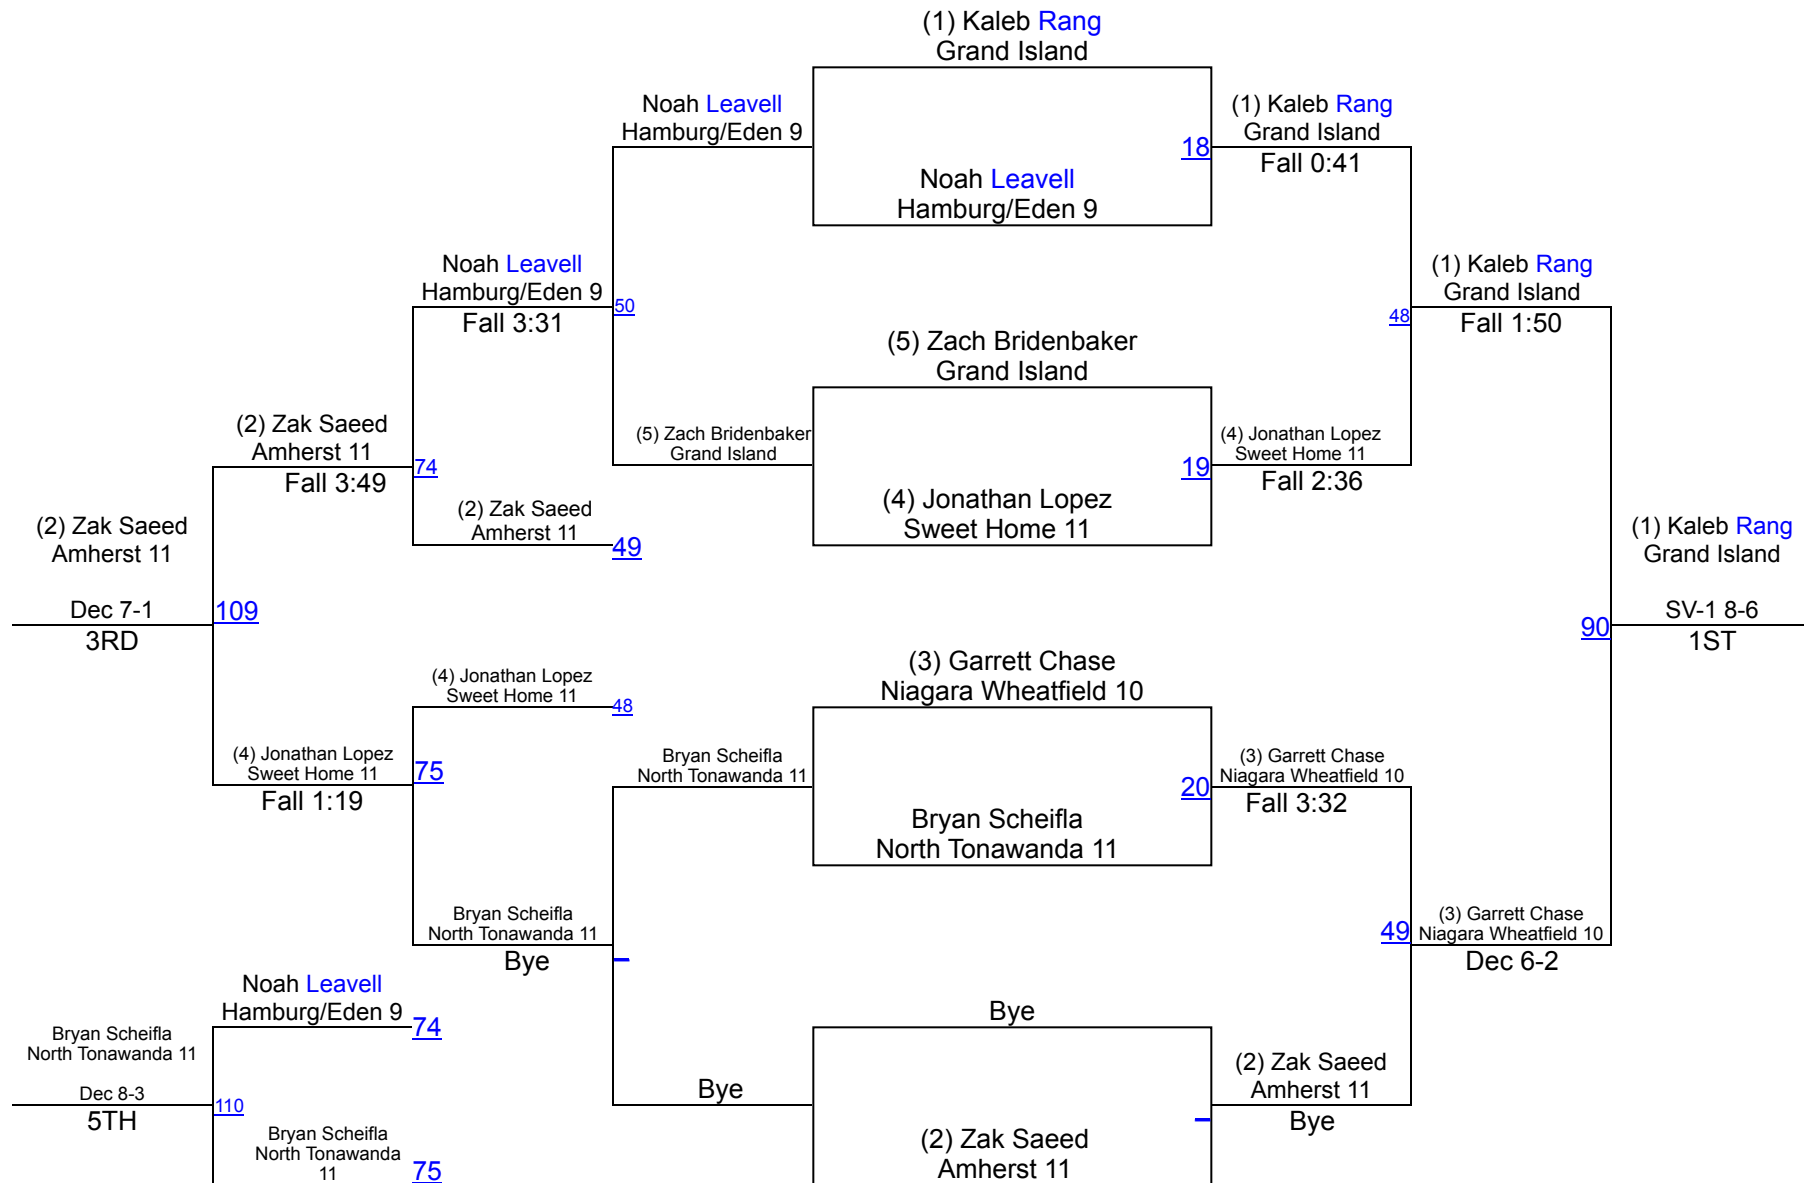 (1) Kaleb Rang
Grand Island
Noah Leavell
Hamburg/Eden 9
18
(1) Kaleb Rang
Grand Island
Fall 0:41
Noah Leavell
Hamburg/Eden 9
Noah Leavell
Hamburg/Eden 9
Fall 3:31
50
48
(1) Kaleb Rang
Grand Island
Fall 1:50
(5) Zach Bridenbaker
Grand Island
(2) Zak Saeed
Amherst 11
Fall 3:49
74
(5) Zach Bridenbaker
Grand Island
19
(4) Jonathan Lopez
Sweet Home 11
Fall 2:36
(2) Zak Saeed
Amherst 11
49
(4) Jonathan Lopez
Sweet Home 11
(2) Zak Saeed
Amherst 11
Dec 7-1
3RD
109
(1) Kaleb Rang
Grand Island
SV-1 8-6
1ST
90
(4) Jonathan Lopez
Sweet Home 11
48
(3) Garrett Chase
Niagara Wheatfield 10
(4) Jonathan Lopez
Sweet Home 11
Fall 1:19
75
Bryan Scheifla
North Tonawanda 11
20
(3) Garrett Chase
Niagara Wheatfield 10
Fall 3:32
Bryan Scheifla
North Tonawanda 11
Bryan Scheifla
North Tonawanda 11
Bye
49
(3) Garrett Chase
Niagara Wheatfield 10
Dec 6-2
Noah Leavell
Hamburg/Eden 9
74
Bye
Bryan Scheifla
North Tonawanda 11
Dec 8-3
5TH
110
Bye
(2) Zak Saeed
Amherst 11
Bye
Bryan Scheifla
North Tonawanda
11
75
(2) Zak Saeed
Amherst 11